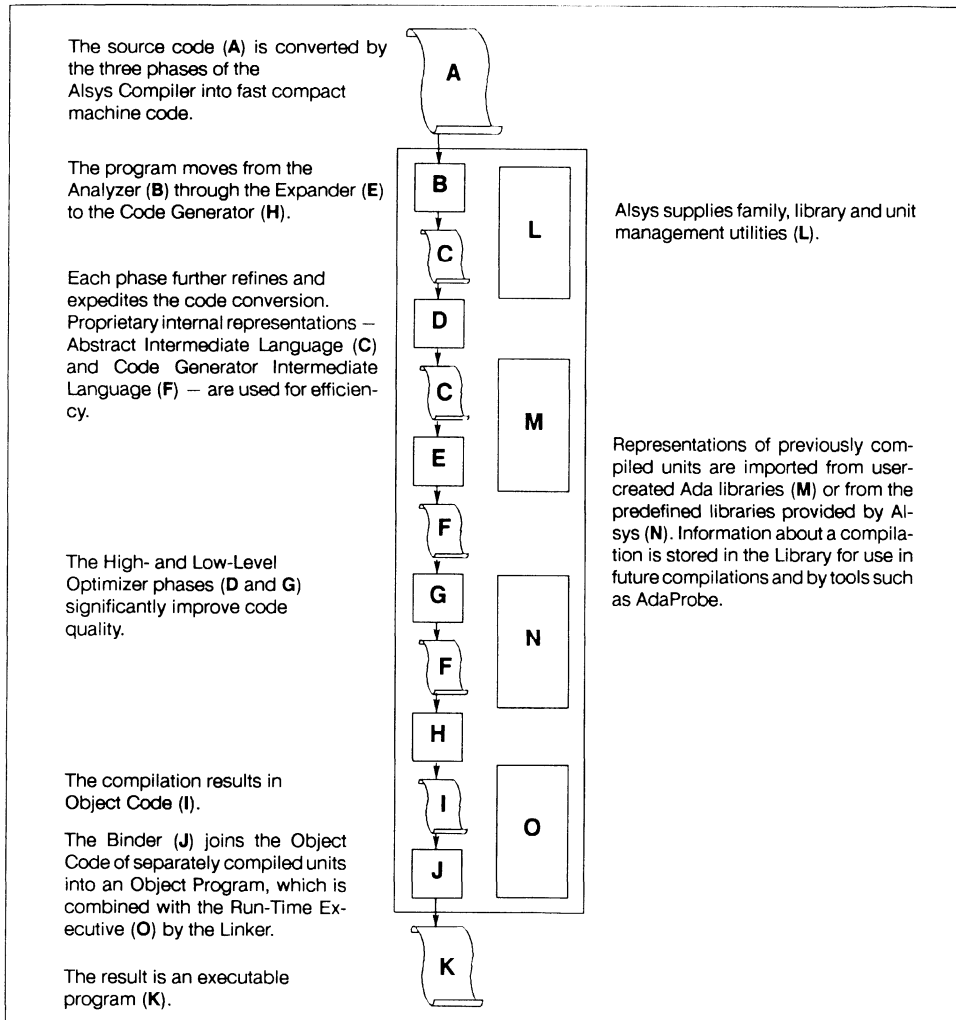 The source code (A) is converted by
the three phases of the
Alsys Compiler into fast compact
machine code.
The program moves from the
Analyzer (B) through the Expander (E)
to the Code Generator (H).
Each phase further refines and
expedites the code conversion.
Proprietary internal representations —
Abstract Intermediate Language (C)
and Code Generator Intermediate
Language (F) — are used for efficien-
cy.
The High- and Low-Level
Optimizer phases (D and G)
significantly improve code
quality.
The compilation results in
Object Code (I).
The Binder (J) joins the Object
Code of separately compiled units
into an Object Program, which is
combined with the Run-Time Ex-
ecutive (O) by the Linker.
The result is an executable
program (K).
A
B
C
D
C
E
F
G
F
H
I
J
K
L
M
N
O
Alsys supplies family, library and unit
management utilities (L).
Representations of previously com-
piled units are imported from user-
created Ada libraries (M) or from the
predefined libraries provided by Al-
sys (N). Information about a compila-
tion is stored in the Library for use in
future compilations and by tools such
as AdaProbe.